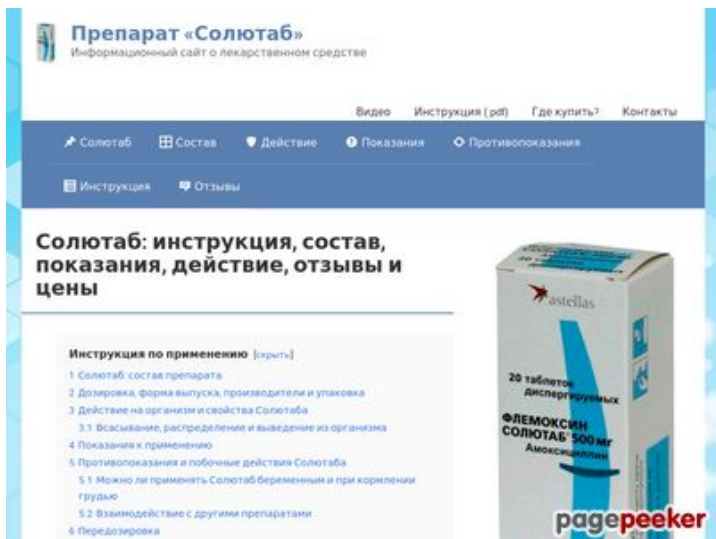 Препарат «Солютаб»
Информационный сайт о лекарственном средстве
Видео Инструкция (pdf) Где купить? Контакты
Солютаб Состав Действие Показания Противопоказания
Инструкция Отзывы
Солютаб: инструкция, состав,
показания, действие, отзывы и
цены
Инструкция по применению [скрыть]
1 Солютаб: состав препарата
2 Дозировка, форма выпуска, производители и упаковка
3 Действие на организм и свойства Солютаба
3.1 Всасывание, распределение и выведение из организма
4 Показания к применению
5 Противопоказания и побочные действия Солютаба
5.1 Можно ли применять Солютаб беременным и при кормлении
грудью
5.2 Взаимодействие с другими препаратами
6 Передозировка
astellas
20 таблеток
диспергируемых
ФЛЕМОКСИН
СОЛЮТАБ® 500 мг
Амоксициллин
pagepeeker